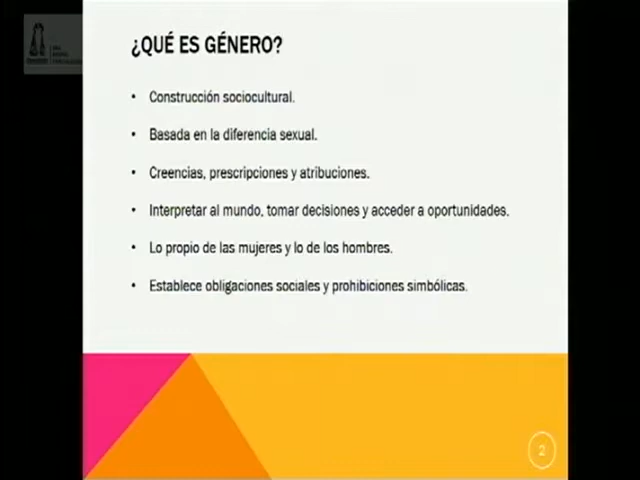 ¿QUÉ ES GÉNERO?
• Construcción sociocultural.
• Basada en la diferencia sexual.
• Creencias, prescripciones y atribuciones.
• Interpretar al mundo, tomar decisiones y acceder a oportunidades.
• Lo propio de las mujeres y lo de los hombres.
• Establece obligaciones sociales y prohibiciones simbólicas.
2